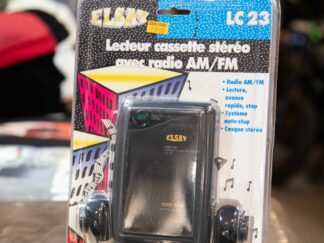 ELSAY
LC 23
Lecteur cassette stéréo
avec radio AM/FM
• Radio AM/FM
• Lecture,
avance
rapide, stop
• Système
auto-stop
• Casque stéréo
ELSAY